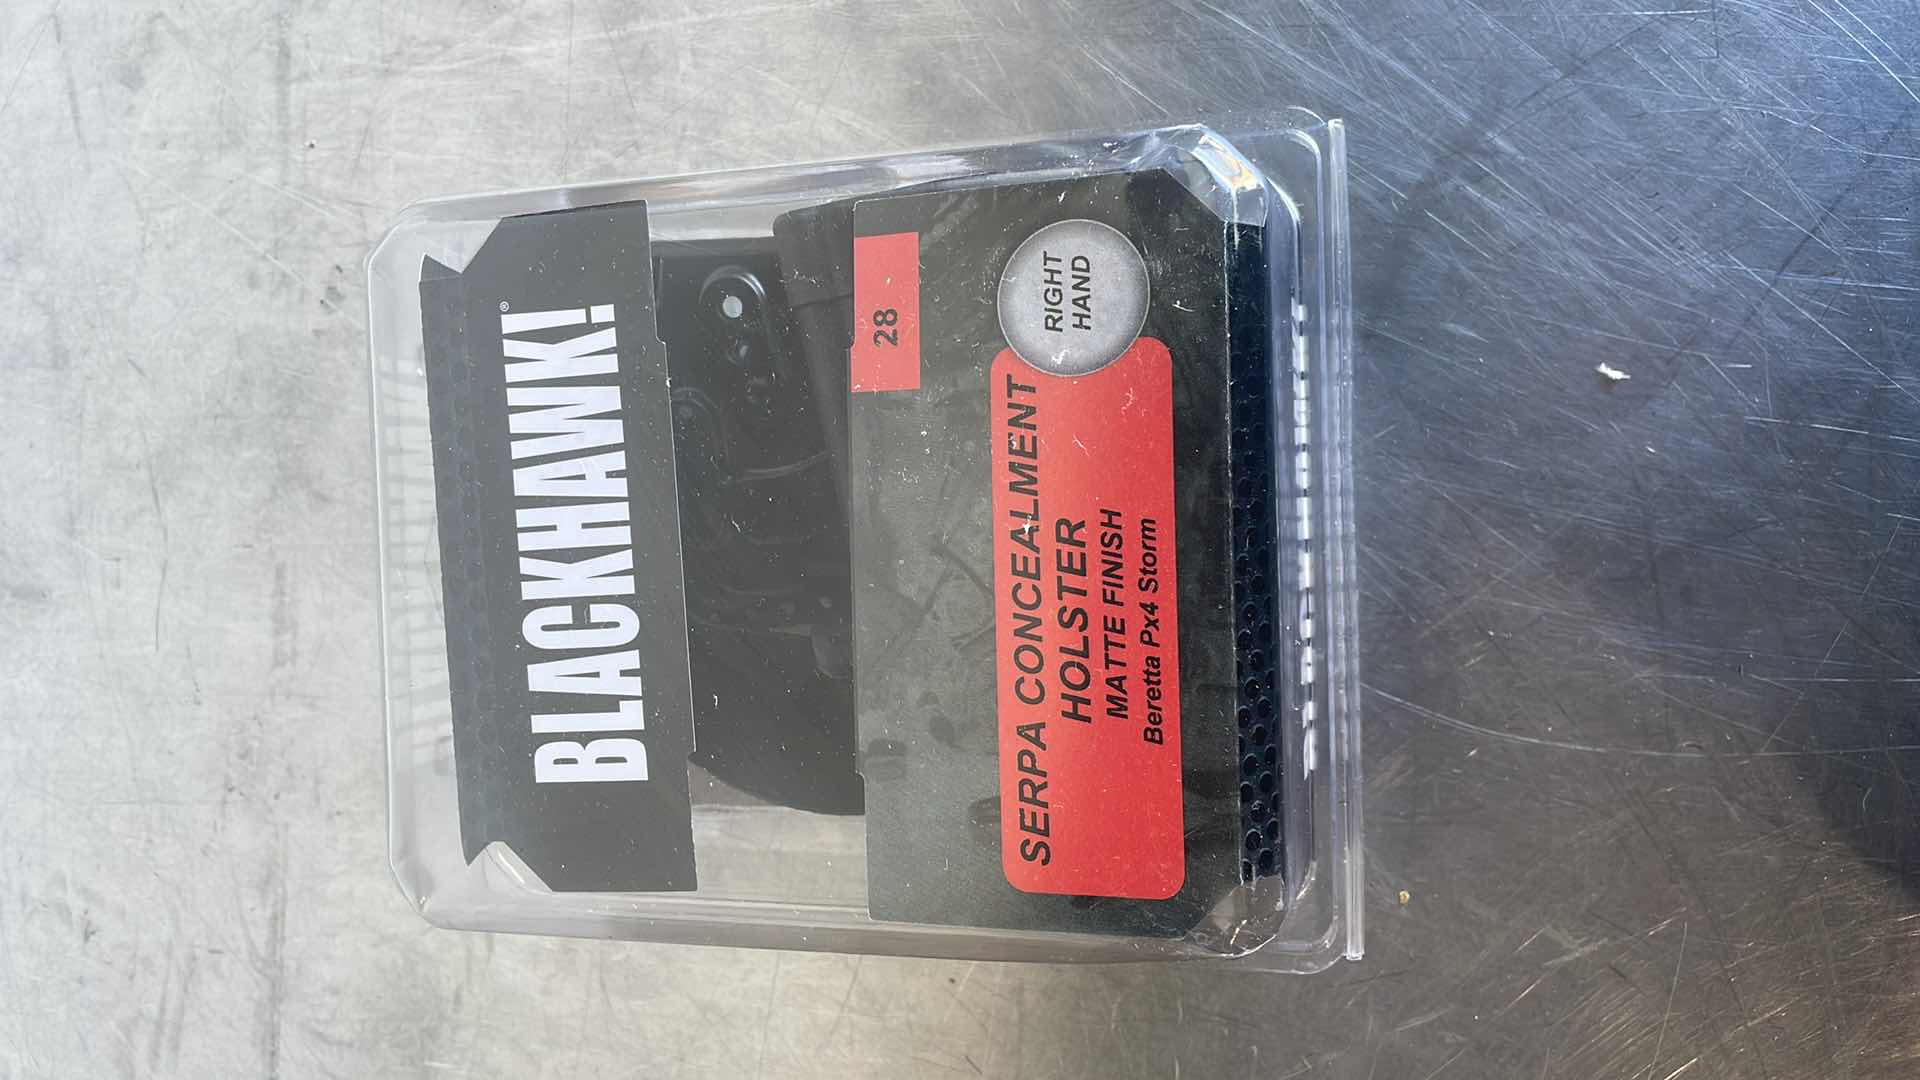 BLACKHAWK!®
28
RIGHT
HAND
SERPA CONCEALMENT
HOLSTER
MATTE FINISH
Beretta Px4 Storm